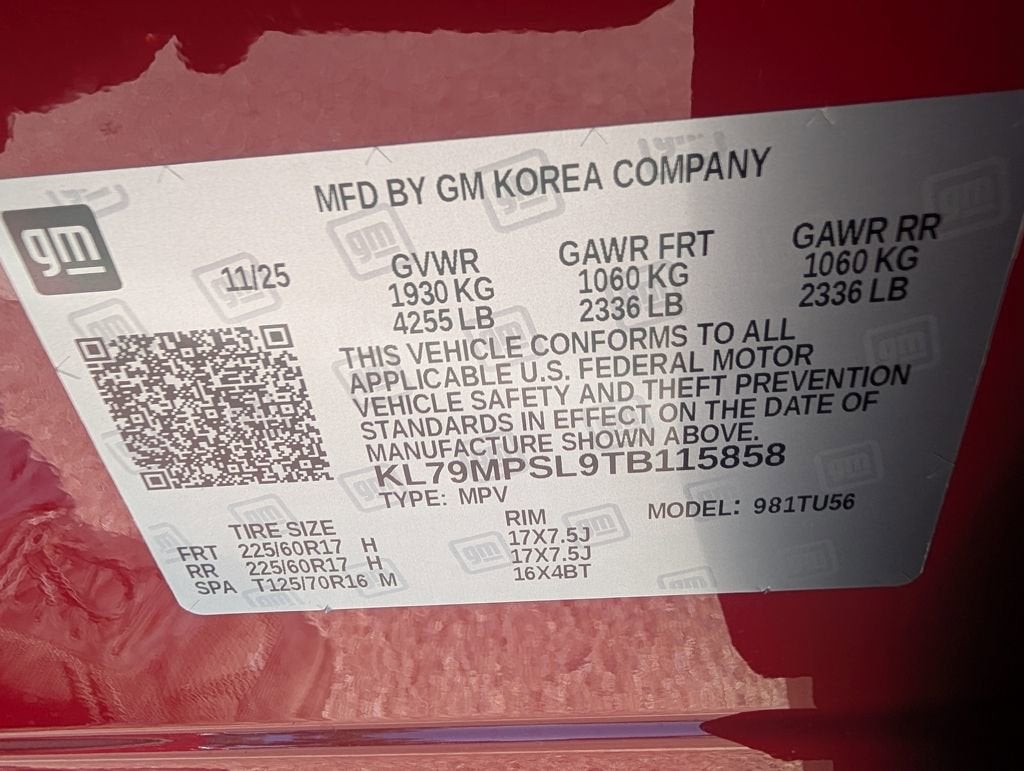 MFD BY GM KOREA COMPANY
gm
11/25
GVWR
1930 KG
4255 LB
GAWR FRT
1060 KG
2336 LB
GAWR RR
1060 KG
2336 LB
THIS VEHICLE CONFORMS TO ALL
APPLICABLE U.S. FEDERAL MOTOR
VEHICLE SAFETY AND THEFT PREVENTION
STANDARDS IN EFFECT ON THE DATE OF
MANUFACTURE SHOWN ABOVE.
KL79MPSL9TB115858
TYPE: MPV
MODEL: 981TU56
TIRE SIZE RIM
FRT 225/60R17 H 17X7.5J
RR 225/60R17 H 17X7.5J
SPA T125/70R16 M 16X4BT